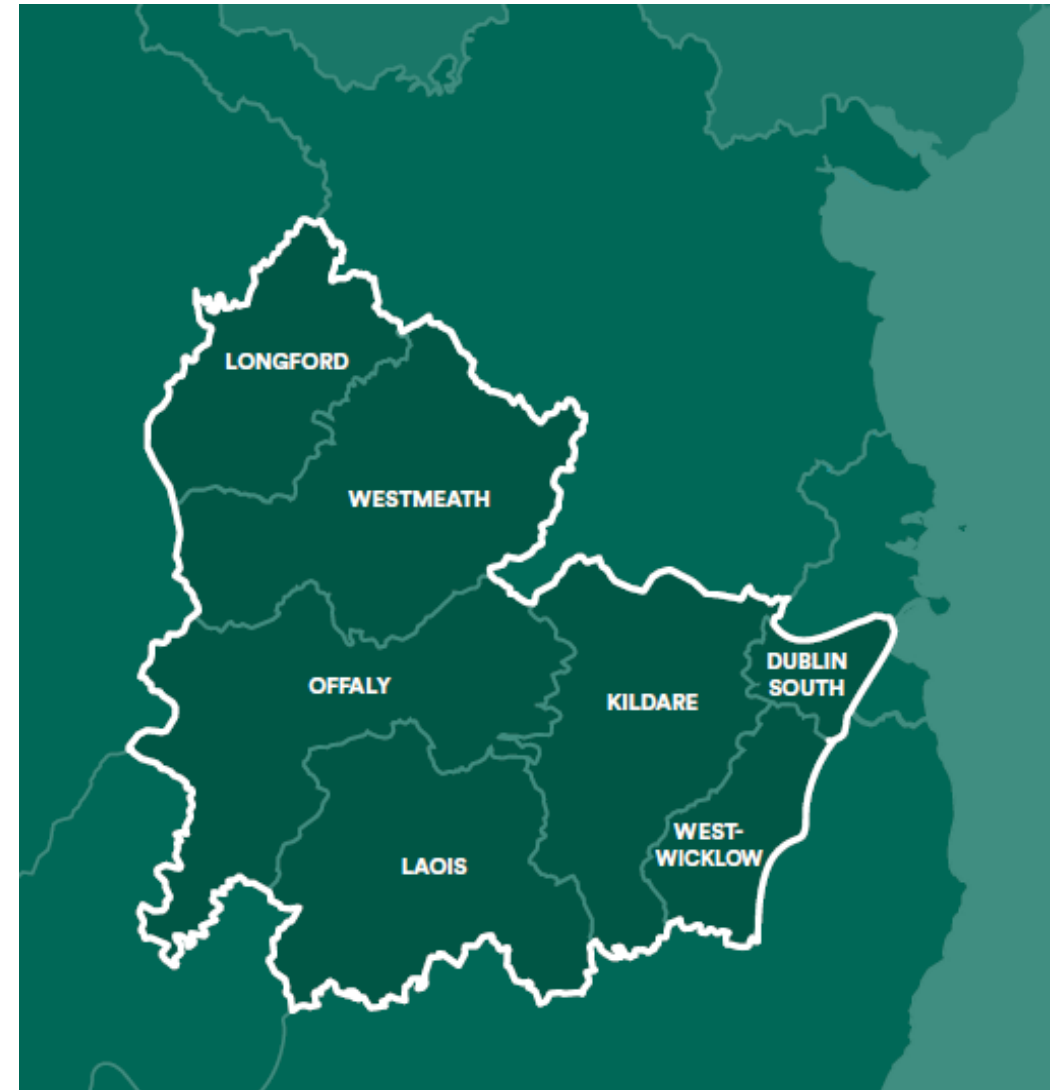 LONGFORD
WESTMEATH
OFFALY
KILDARE
DUBLIN
SOUTH
LAOIS
WEST-
WICKLOW